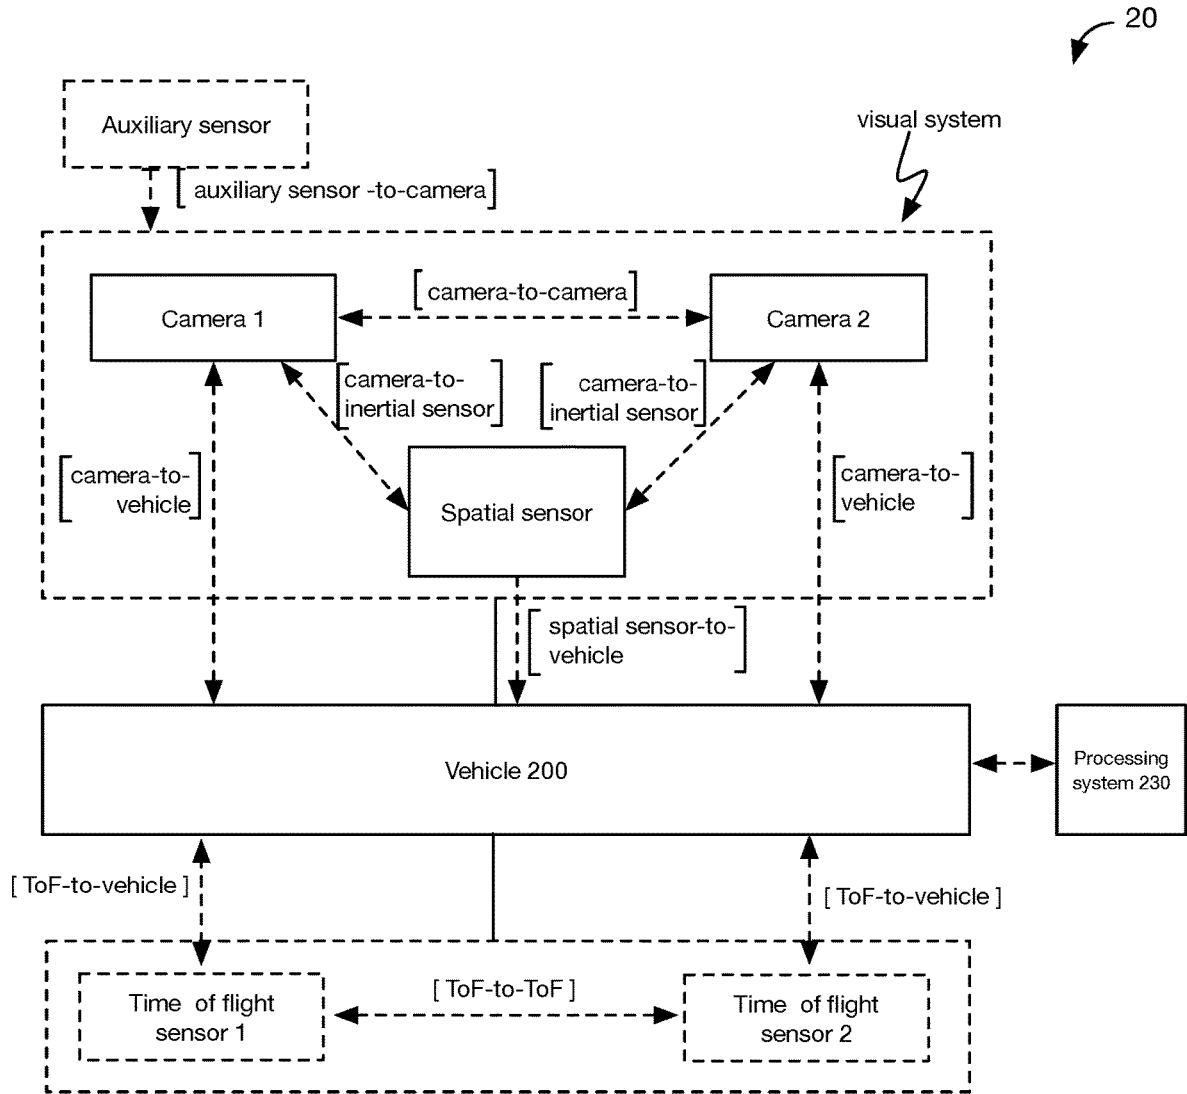 20
Auxiliary sensor
visual system
[ auxiliary sensor -to-camera]
[camera-to-camera]
Camera 1
Camera 2
[camera-to-
inertial sensor]
[camera-to-
inertial sensor]
[camera-to-
vehicle]
Spatial sensor
[camera-to-
vehicle]
[spatial sensor-to-
vehicle]
Vehicle 200
Processing
system 230
[ ToF-to-vehicle ]
[ ToF-to-vehicle ]
[ ToF-to-ToF ]
Time of flight
sensor 1
Time of flight
sensor 2